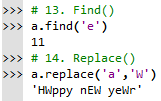 >>> # 13. Find()
>>> a.find('e')
11
>>> # 14. Replace()
>>> a.replace('a','W')
'HWppy nEW yeWr'